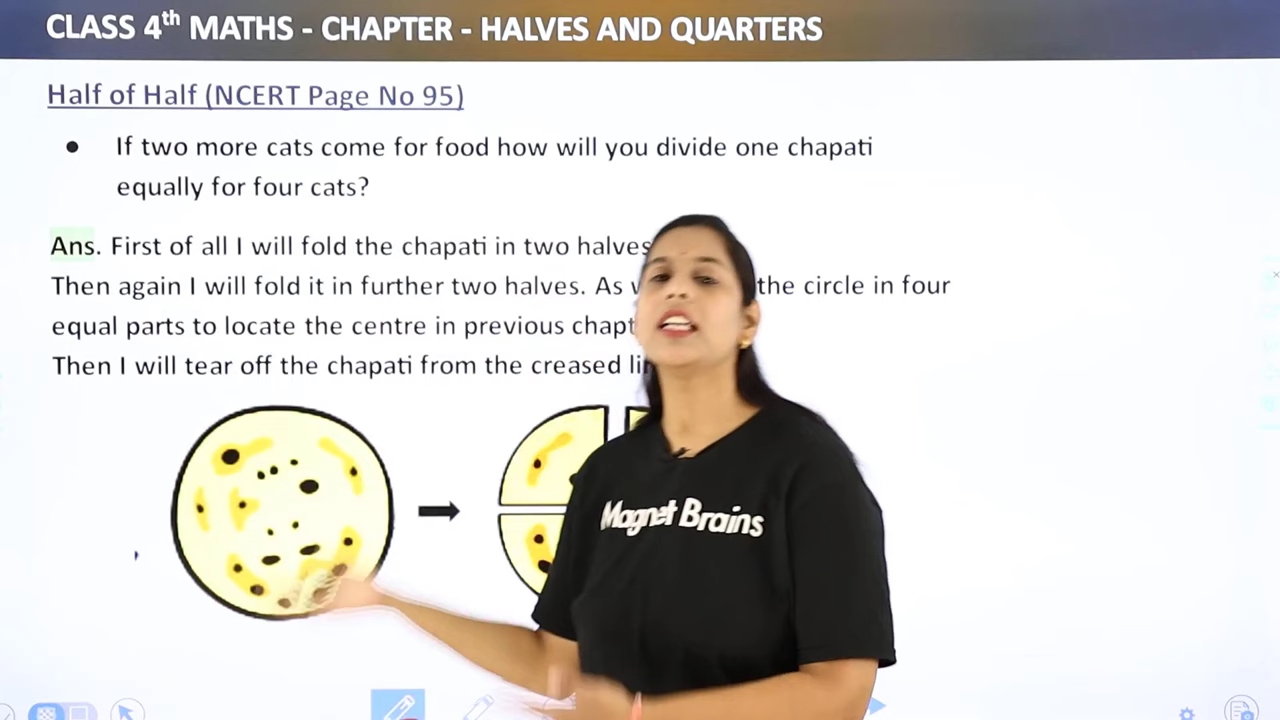 CLASS 4th MATHS - CHAPTER - HALVES AND QUARTERS
Half of Half (NCERT Page No 95)
● If two more cats come for food how will you divide one chapati
equally for four cats?
Ans. First of all I will fold the chapati in two halves
Then again I will fold it in further two halves. As the circle in four
equal parts to locate the centre in previous
Then I will tear off the chapati from the creased
Magnet Brains